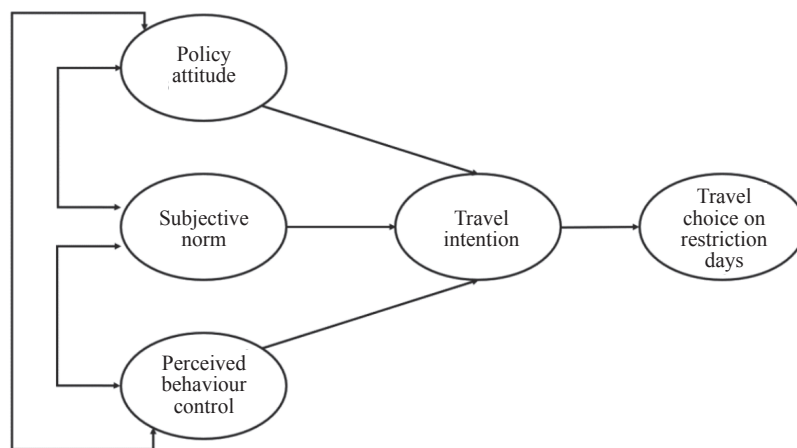 Policy
attitude
Subjective
norm
Perceived
behaviour
control
Travel
intention
Travel
choice on
restriction
days